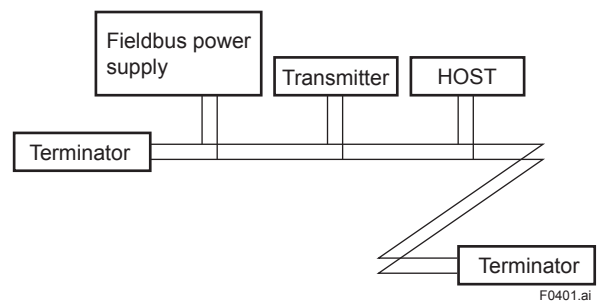 Fieldbus power
supply
Transmitter
HOST
Terminator
Terminator
F0401.ai